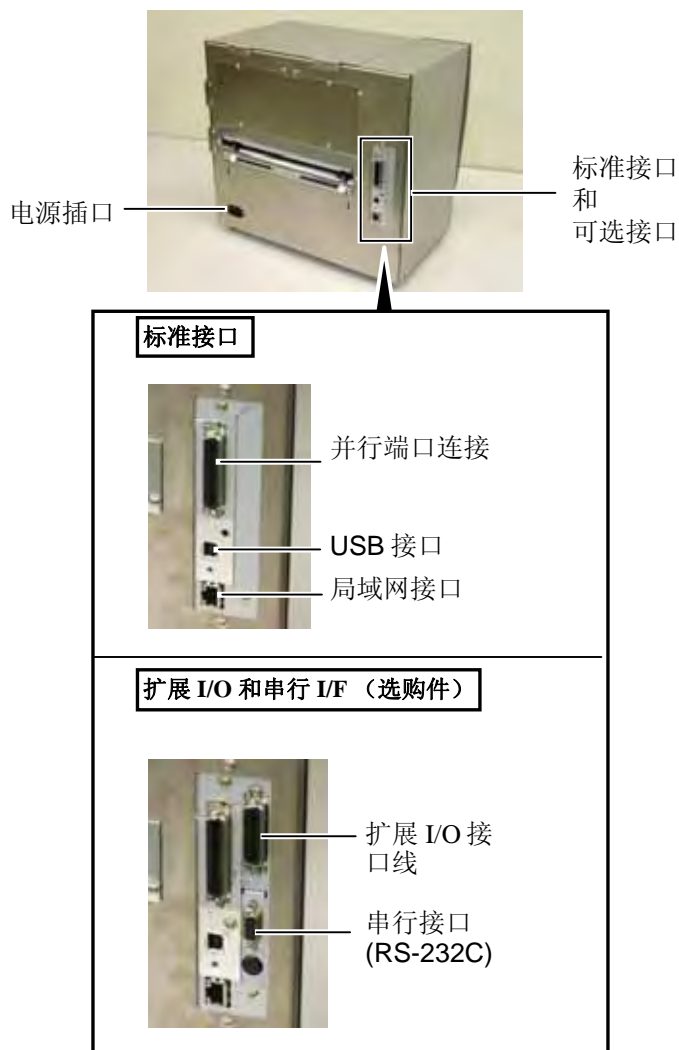 电源插口
标准接口
和
可选接口
标准接口
并行端口连接
USB 接口
局域网接口
扩展 I/O 和串行 I/F （选购件）
扩展 I/O 接
口线
串行接口
(RS-232C)